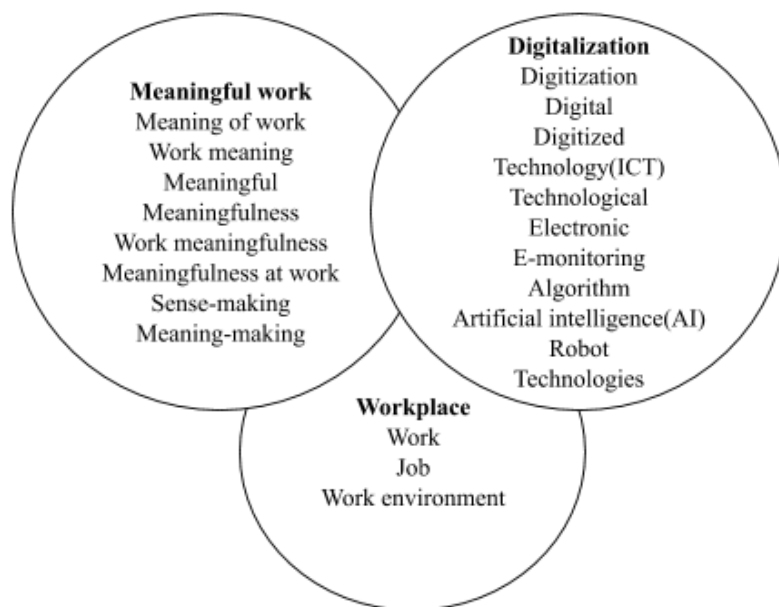 Meaningful work
Meaning of work
Work meaning
Meaningful
Meaningfulness
Work meaningfulness
Meaningfulness at work
Sense-making
Meaning-making
Digitalization
Digitization
Digital
Digitized
Technology(ICT)
Technological
Electronic
E-monitoring
Algorithm
Artificial intelligence(AI)
Robot
Technologies
Workplace
Work
Job
Work environment